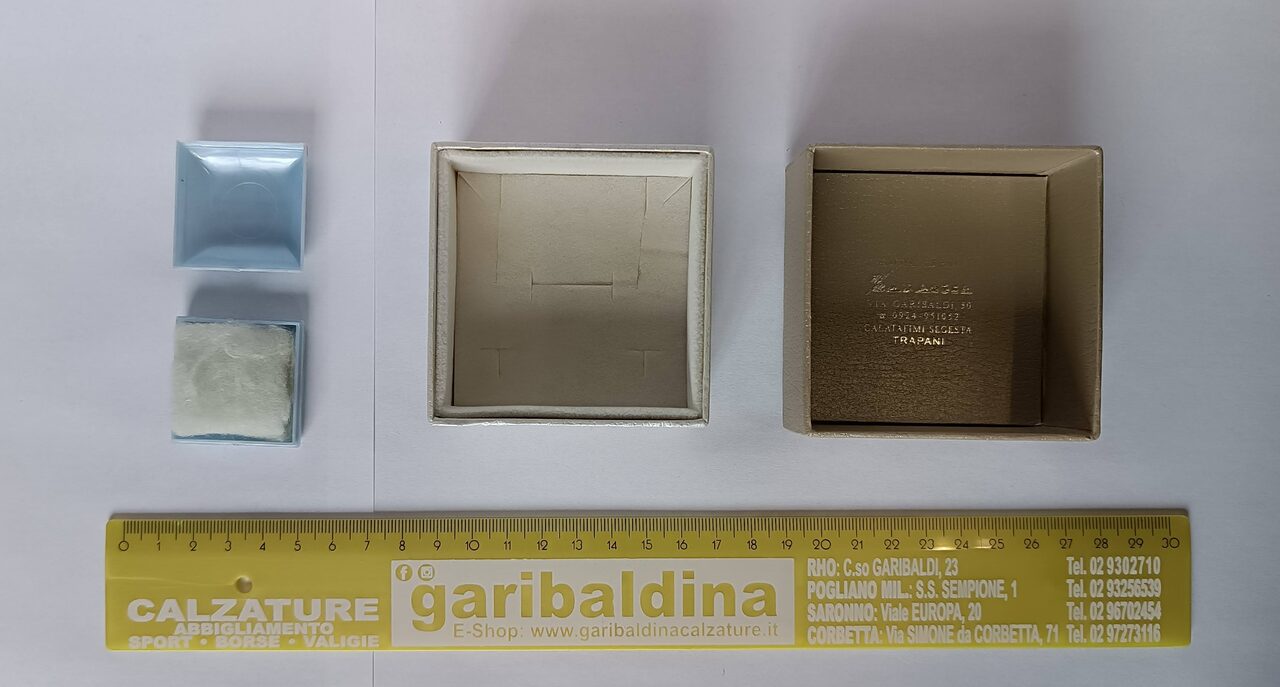 VIA GARIBALDI, 50
☎ 0924-951052
CALATAFIMI SEGESTA
TRAPANI
0 1 2 3 4 5 6 7 8 9 10 11 12 13 14 15 16 17 18 19 20 21 22 23 24 25 26 27 28 29 30
CALZATURE
ABBIGLIAMENTO
SPORT • BORSE • VALIGIE
garibaldina
E-Shop: www.garibaldinacalzature.it
RHO: C.so GARIBALDI, 23 Tel. 02 9302710
POGLIANO MIL.: S.S. SEMPIONE, 1 Tel. 02 93256539
SARONNO: Viale EUROPA, 20 Tel. 02 96702454
CORBETTA: Via SIMONE da CORBETTA, 71 Tel. 02 97273116